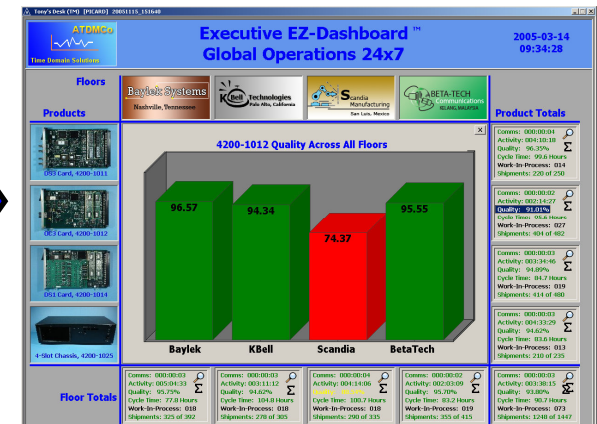 Tony's Desk (TM) [PICARD] 20051115_151640
ATDMCo
Time Domain Solutions
Executive EZ-Dashboard ™
Global Operations 24x7
2005-03-14
09:34:28
Floors
Products
Baylek Systems
Nashville, Tennessee
KBell Technologies
Palo Alto, California
Scandia
Manufacturing
San Luis, Mexico
ABETA-TECH
Communications
KELANG, MALAYSIA
Product Totals
DS3 Card, 4200-1011
OC3 Card, 4200-1012
DS1 Card, 4200-1014
4-Slot Chassis, 4200-1025
4200-1012 Quality Across All Floors
X
96.57
94.34
74.37
95.55
Baylek
KBell
Scandia
BetaTech
Comms: 000:00:04
Activity: 004:10:18
Quality: 96.35%
Cycle Time: 99.6 Hours
Work-In-Process: 014
Shipments: 220 of 250
Σ
Comms: 000:00:02
Activity: 002:14:27
Quality: 91.01%
Cycle Time: 95.6 Hours
Work-In-Process: 027
Shipments: 404 of 482
Σ
Comms: 000:00:03
Activity: 003:34:46
Quality: 94.89%
Cycle Time: 84.7 Hours
Work-In-Process: 019
Shipments: 414 of 480
Σ
Comms: 000:00:03
Activity: 004:33:29
Quality: 94.62%
Cycle Time: 83.6 Hours
Work-In-Process: 013
Shipments: 210 of 235
Σ
Floor Totals
Comms: 000:00:03
Activity: 005:04:33
Quality: 95.75%
Cycle Time: 77.8 Hours
Work-In-Process: 018
Shipments: 325 of 392
Σ
Comms: 000:00:03
Activity: 003:11:12
Quality: 94.62%
Cycle Time: 104.8 Hours
Work-In-Process: 018
Shipments: 278 of 305
Σ
Comms: 000:00:04
Activity: 004:14:06
Cycle Time: 100.7 Hours
Work-In-Process: 018
Shipments: 290 of 335
Σ
Comms: 000:00:02
Activity: 002:03:09
Quality: 95.70%
Cycle Time: 83.2 Hours
Work-In-Process: 019
Shipments: 355 of 415
Σ
Comms: 000:00:03
Activity: 003:38:15
Quality: 93.80%
Cycle Time: 90.7 Hours
Work-In-Process: 073
Shipments: 1248 of 1447
Σ